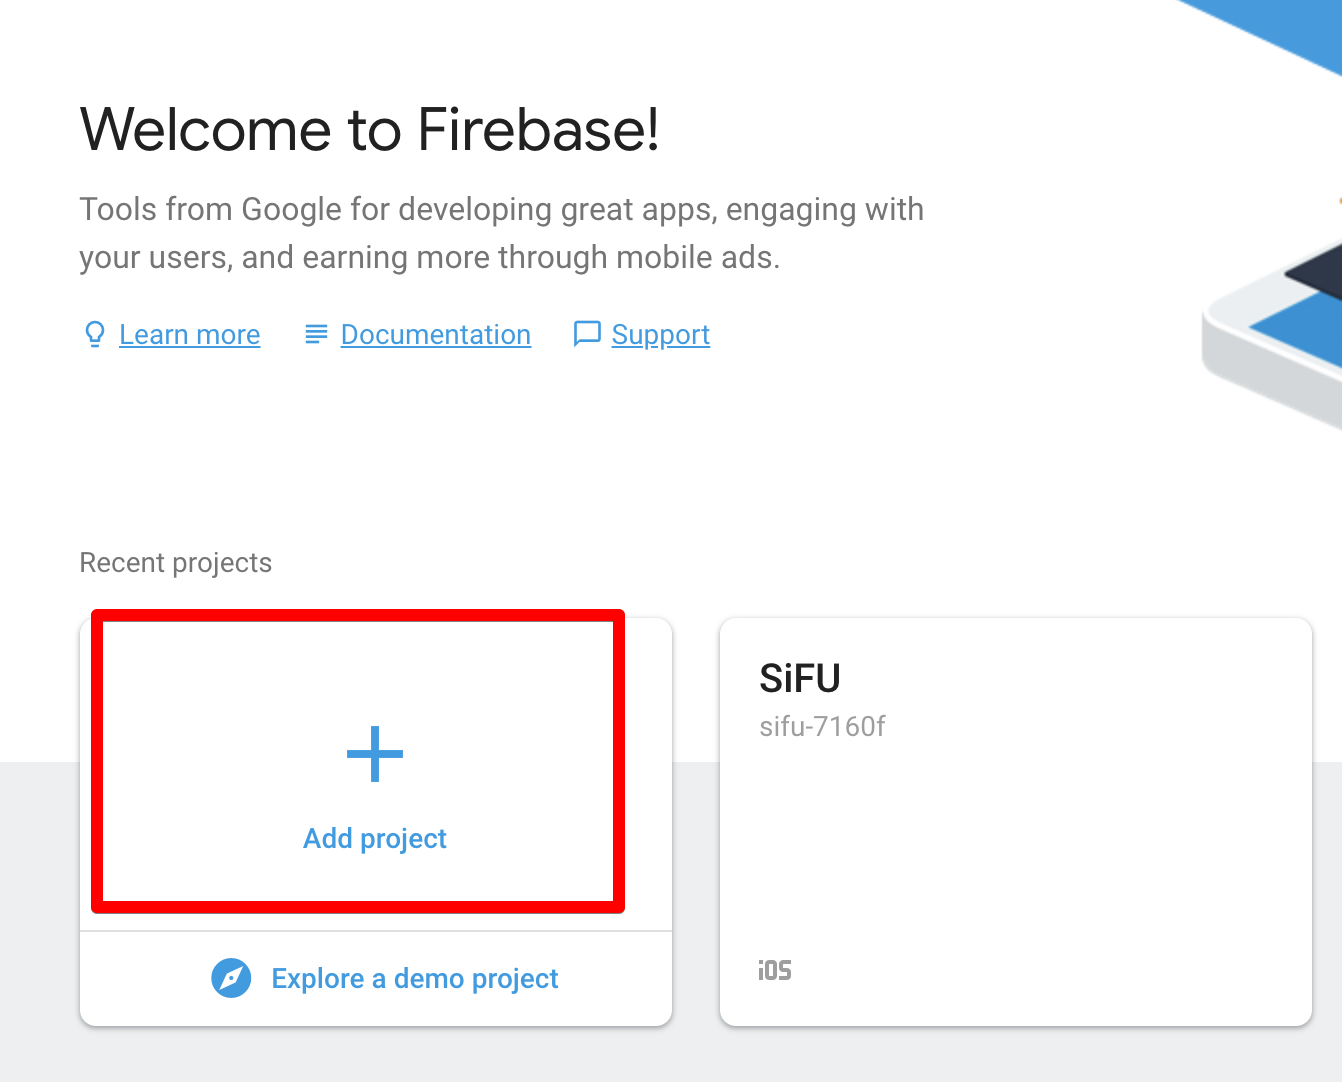 Welcome to Firebase!
Tools from Google for developing great apps, engaging with
your users, and earning more through mobile ads.
Learn more
Documentation
Support
Recent projects
Add project
Explore a demo project
SiFU
sifu-7160f
iOS